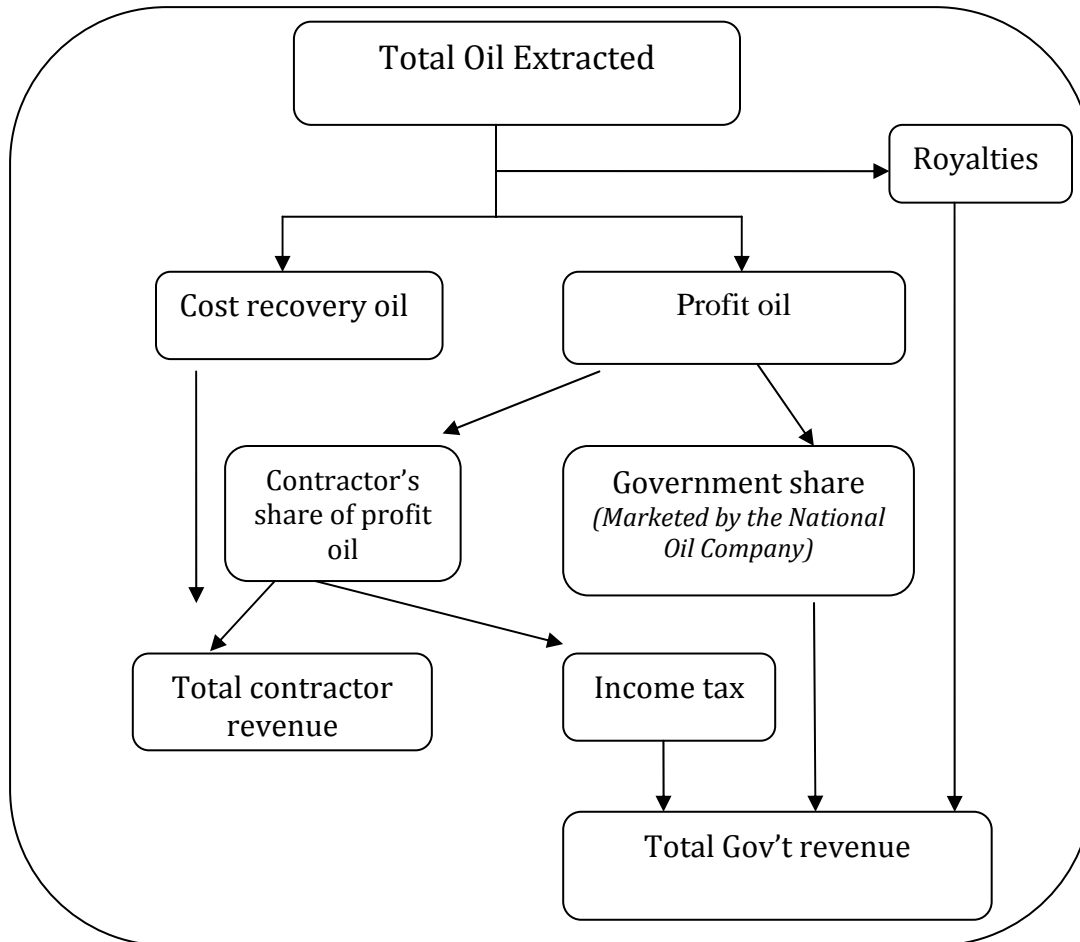 Total Oil Extracted
Royalties
Cost recovery oil
Profit oil
Contractor’s
share of profit
oil
Government share
(Marketed by the National
Oil Company)
Total contractor
revenue
Income tax
Total Gov’t revenue